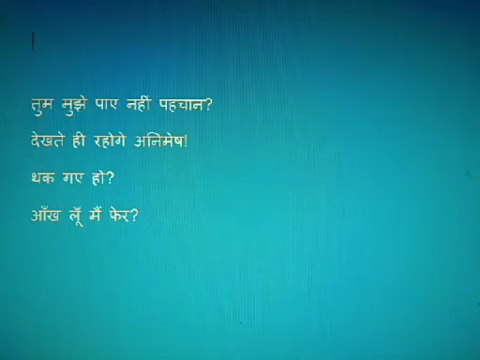 तुम मुझे पाए नहीं पहचान?
देखते ही रहोगे अनिमेष!
थक गए हो?
आँख लूँ मैं फेर?